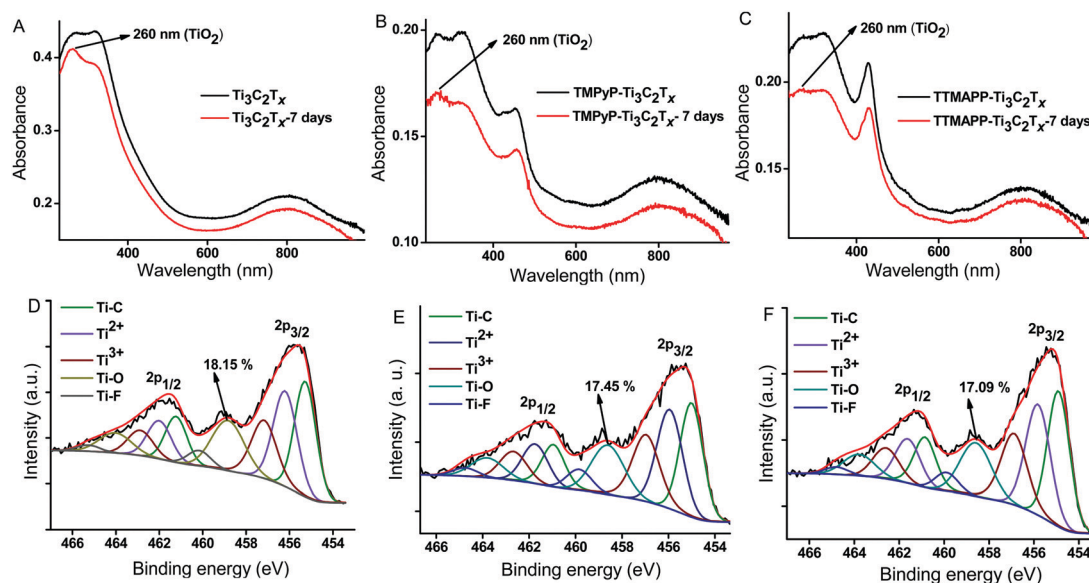 A
260 nm (TiO2)
Ti3C2Tx
Ti3C2Tx-7 days
Absorbance
0.4
0.3
0.2
400 600 800
Wavelength (nm)
B
260 nm (TiO2)
TMPyP-Ti3C2Tx
TMPyP-Ti3C2Tx- 7 days
Absorbance
0.20
0.15
0.10
400 600 800
Wavelength (nm)
C
260 nm (TiO2)
TTMAPP-Ti3C2Tx
TTMAPP-Ti3C2Tx-7 days
Absorbance
0.20
0.15
400 600 800
Wavelength (nm)
D
Ti-C
Ti2+
Ti3+
Ti-O
Ti-F
2p3/2
18.15 %
2p1/2
Intensity (a.u.)
466 464 462 460 458 456 454
Binding energy (eV)
E
Ti-C
Ti2+
Ti3+
Ti-O
Ti-F
2p3/2
17.45 %
2p1/2
Intensity (a.u.)
466 464 462 460 458 456 454
Binding energy (eV)
F
Ti-C
Ti2+
Ti3+
Ti-O
Ti-F
2p3/2
17.09 %
2p1/2
Intensity (a.u.)
466 464 462 460 458 456 454
Binding energy (eV)